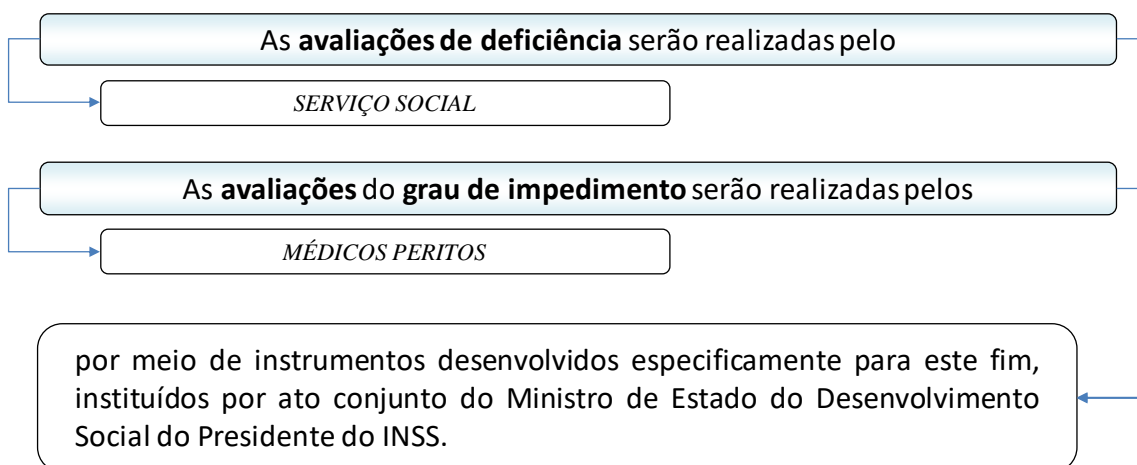 As avaliações de deficiência serão realizadas pelo
SERVIÇO SOCIAL
As avaliações do grau de impedimento serão realizadas pelos
MÉDICOS PERITOS
por meio de instrumentos desenvolvidos especificamente para este fim,
instituídos por ato conjunto do Ministro de Estado do Desenvolvimento
Social do Presidente do INSS.